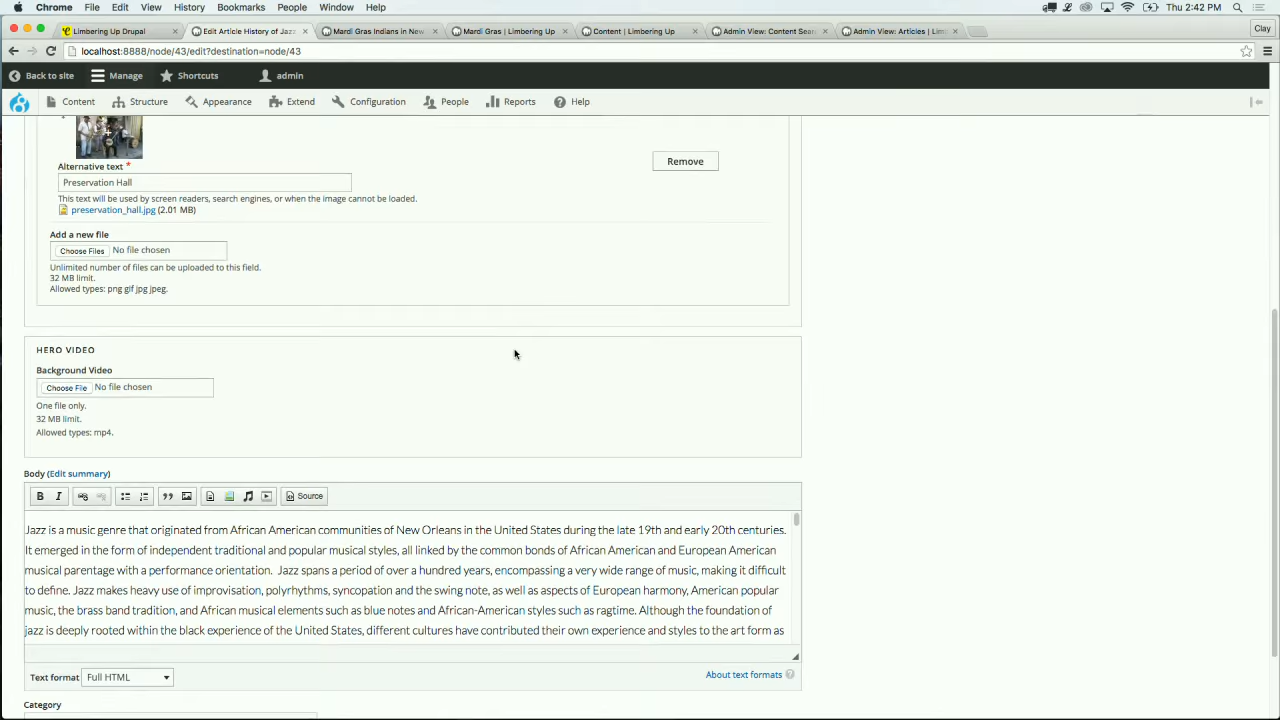 Chrome File Edit View History Bookmarks People Window Help Thu 2:42 PM
Limbering Up Drupal Edit Article History of Jazz Mardi Gras Indians in New Mardi Gras | Limbering Up Content | Limbering Up Admin View: Content Sear Admin View: Articles | Lim Clay
localhost:8888/node/43/edit?destination=node/43
Back to site Manage Shortcuts admin
Content Structure Appearance Extend Configuration People Reports Help
Alternative text *
Remove
Preservation Hall
This text will be used by screen readers, search engines, or when the image cannot be loaded.
preservation_hall.jpg (2.01 MB)
Add a new file
Choose Files No file chosen
Unlimited number of files can be uploaded to this field.
32 MB limit.
Allowed types: png gif jpg jpeg.
HERO VIDEO
Background Video
Choose File No file chosen
One file only.
32 MB limit.
Allowed types: mp4.
Body (Edit summary)
B I Source
Jazz is a music genre that originated from African American communities of New Orleans in the United States during the late 19th and early 20th centuries.
It emerged in the form of independent traditional and popular musical styles, all linked by the common bonds of African American and European American
musical parentage with a performance orientation. Jazz spans a period of over a hundred years, encompassing a very wide range of music, making it difficult
to define. Jazz makes heavy use of improvisation, polyrhythms, syncopation and the swing note, as well as aspects of European harmony, American popular
music, the brass band tradition, and African musical elements such as blue notes and African-American styles such as ragtime. Although the foundation of
jazz is deeply rooted within the black experience of the United States, different cultures have contributed their own experience and styles to the art form as
Text format Full HTML About text formats
Category